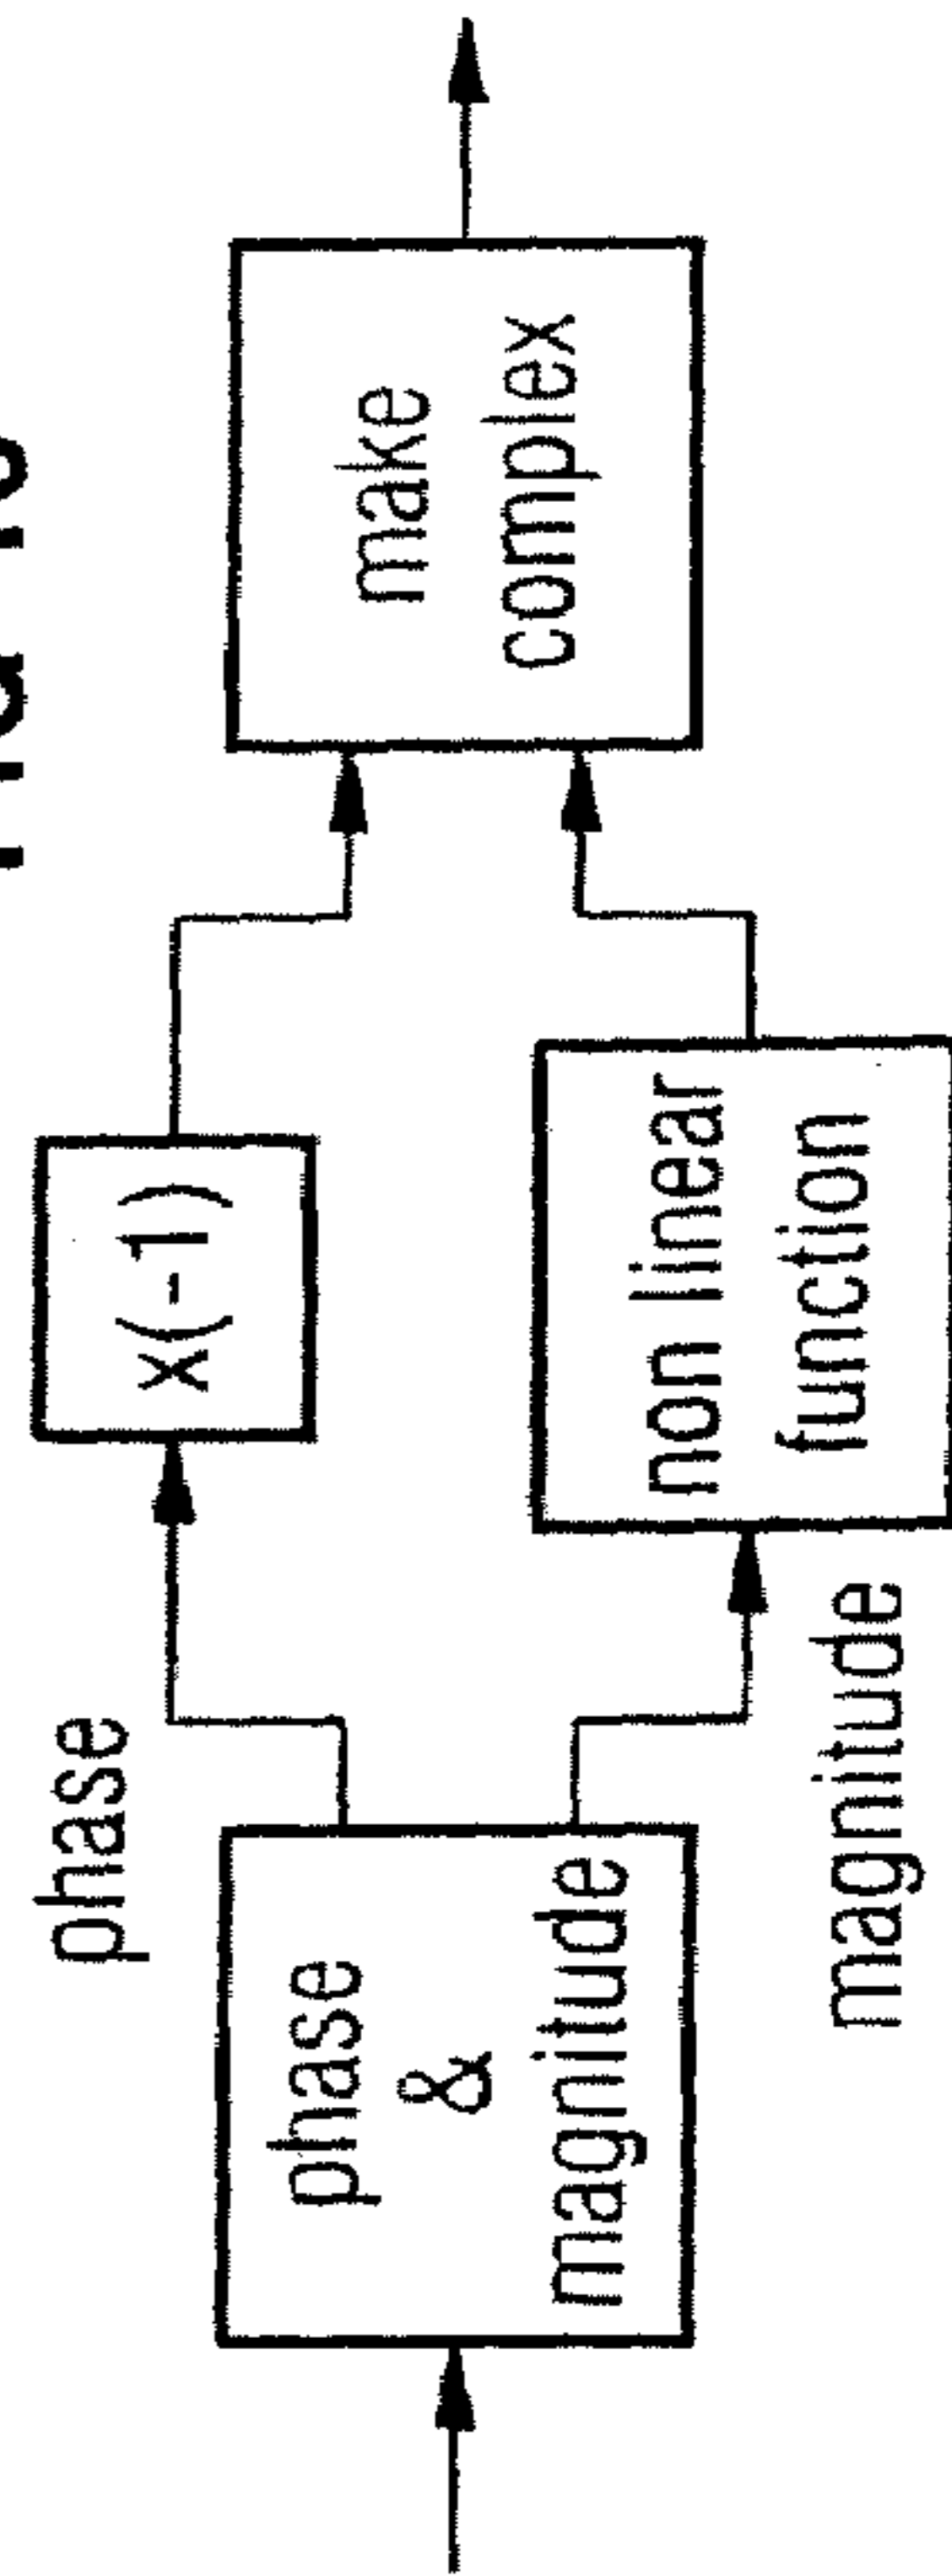 phase
phase
&
magnitude
magnitude
x(-1)
non linear
function
make
complex